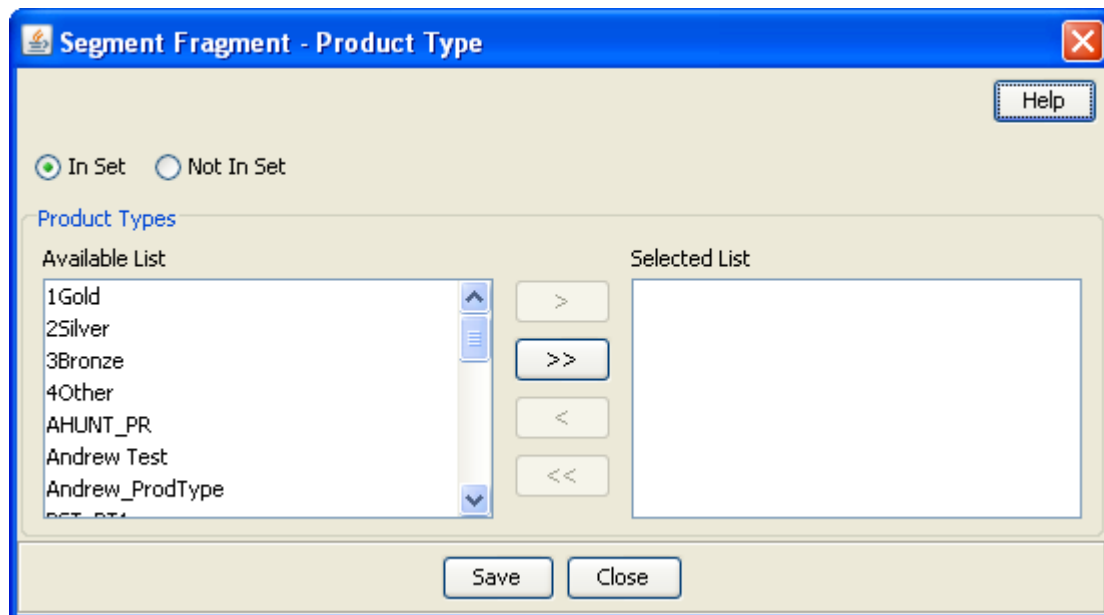 Segment Fragment - Product Type
Help
In Set Not In Set
Product Types
Available List Selected List
1Gold
2Silver
3Bronze
4Other
AHUNT_PR
Andrew Test
Andrew_ProdType
>
>>
<
<<
Save Close